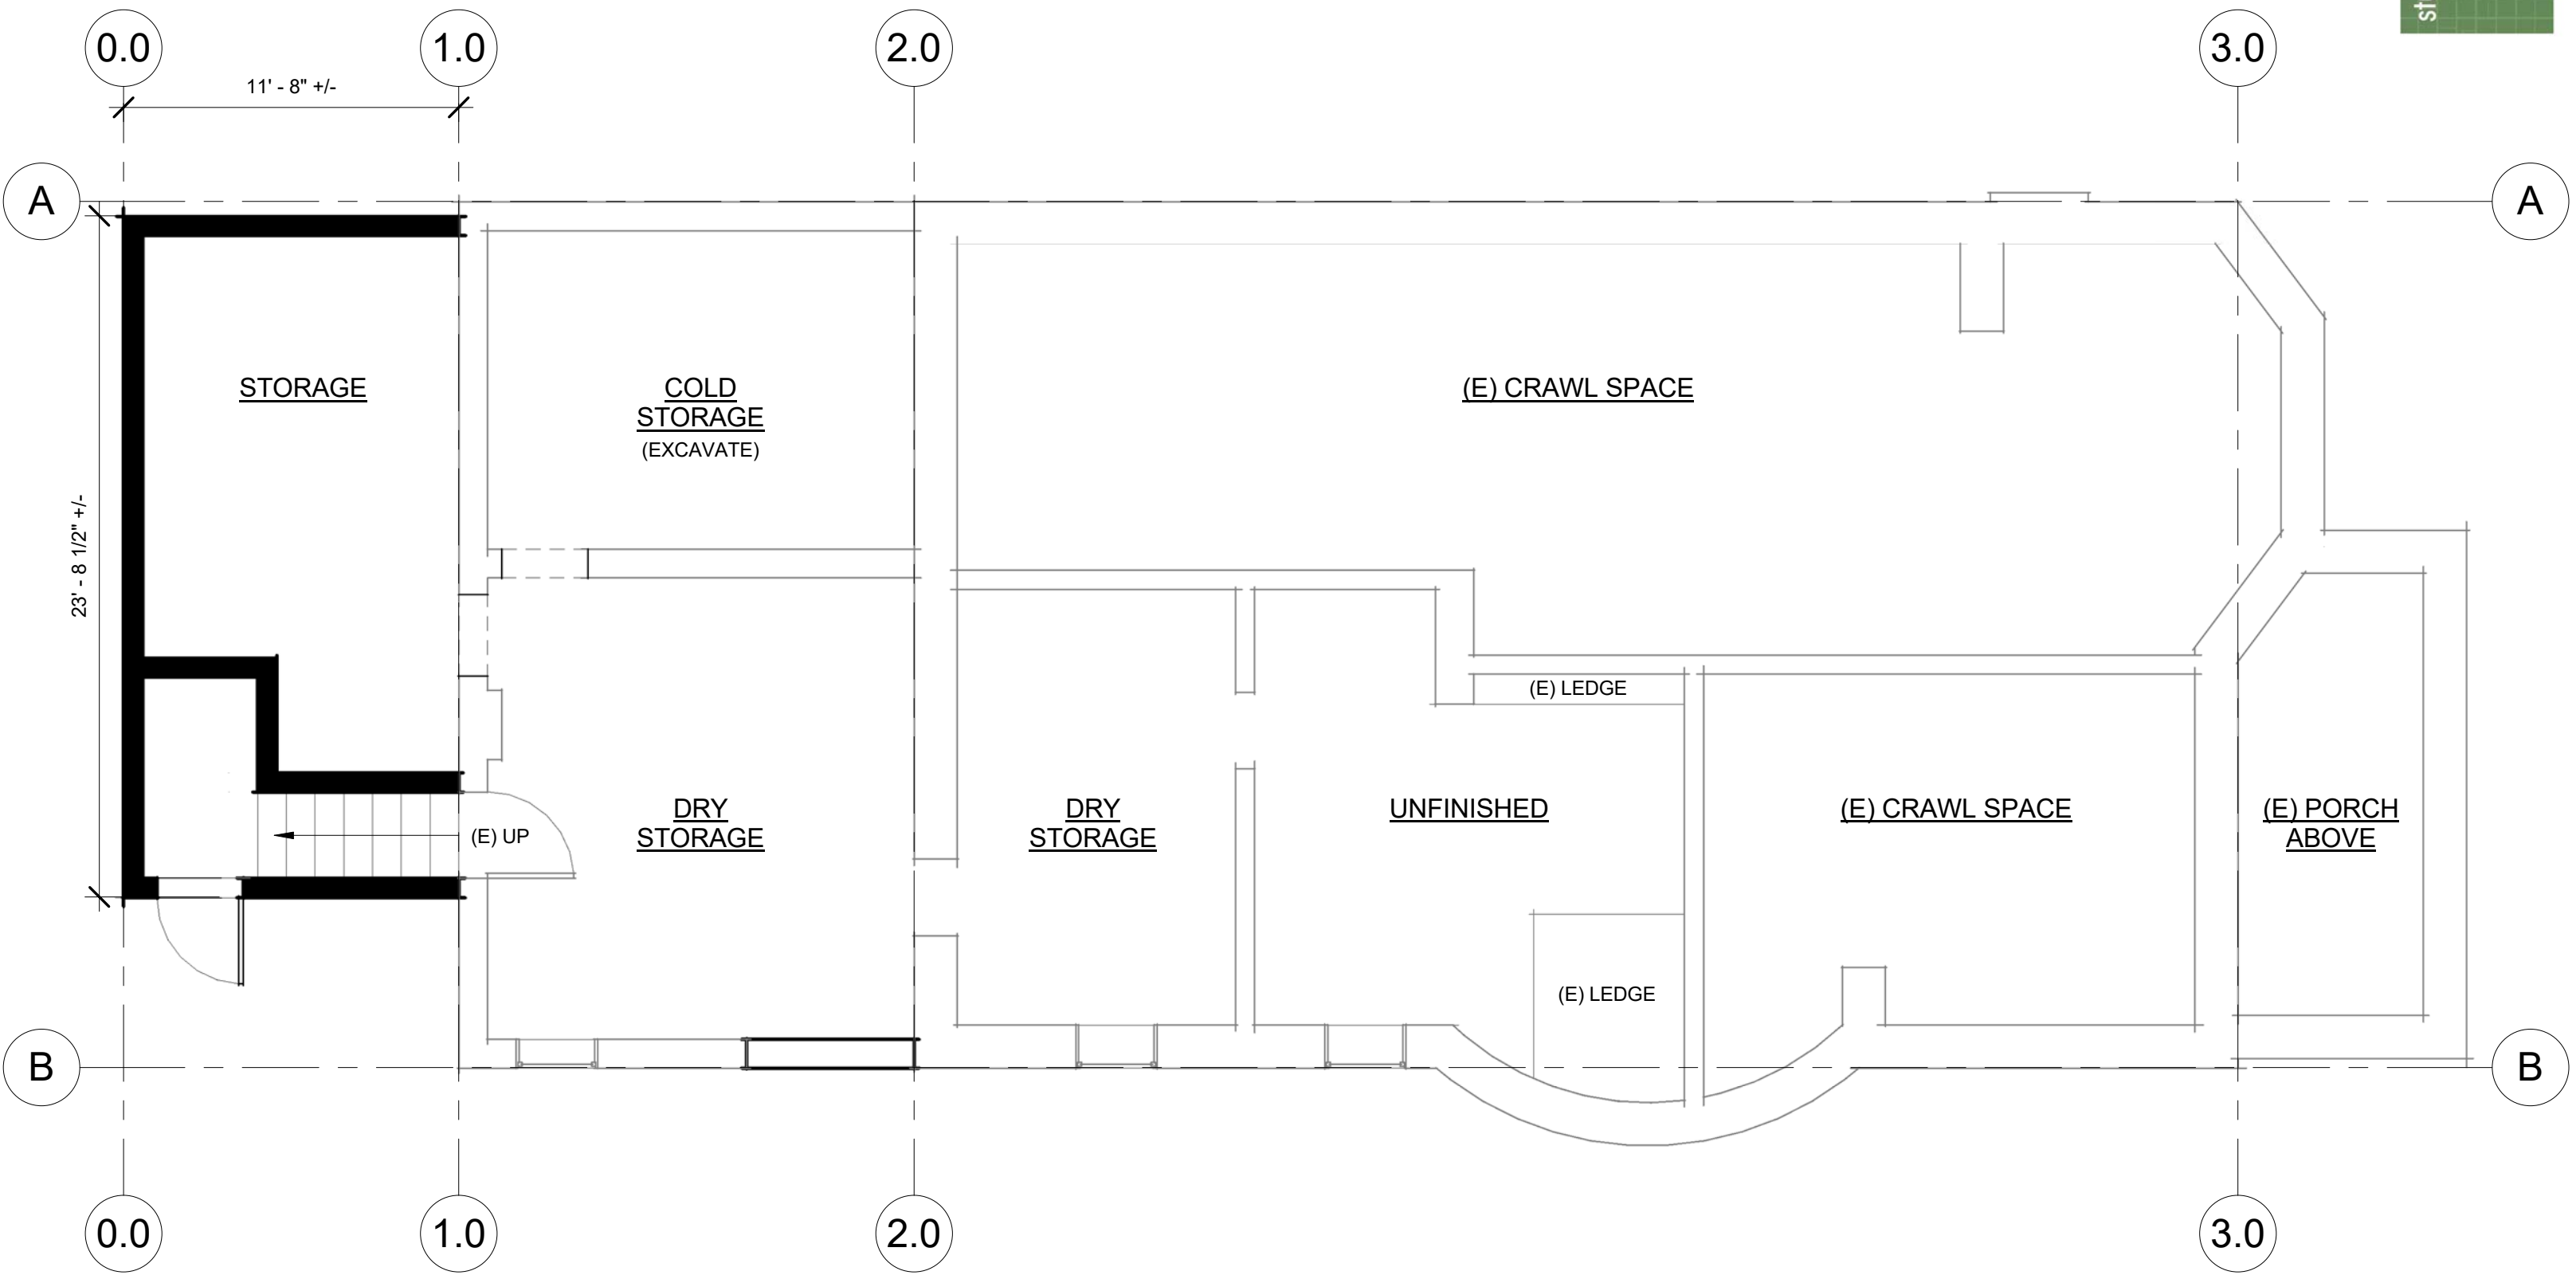 0.0
1.0
2.0
3.0
st
11' - 8" +/-
A
A
23' - 8 1/2" +/-
STORAGE
COLD
STORAGE
(EXCAVATE)
(E) CRAWL SPACE
(E) LEDGE
(E) UP
DRY
STORAGE
DRY
STORAGE
UNFINISHED
(E) CRAWL SPACE
(E) PORCH
ABOVE
(E) LEDGE
B
B
0.0
1.0
2.0
3.0